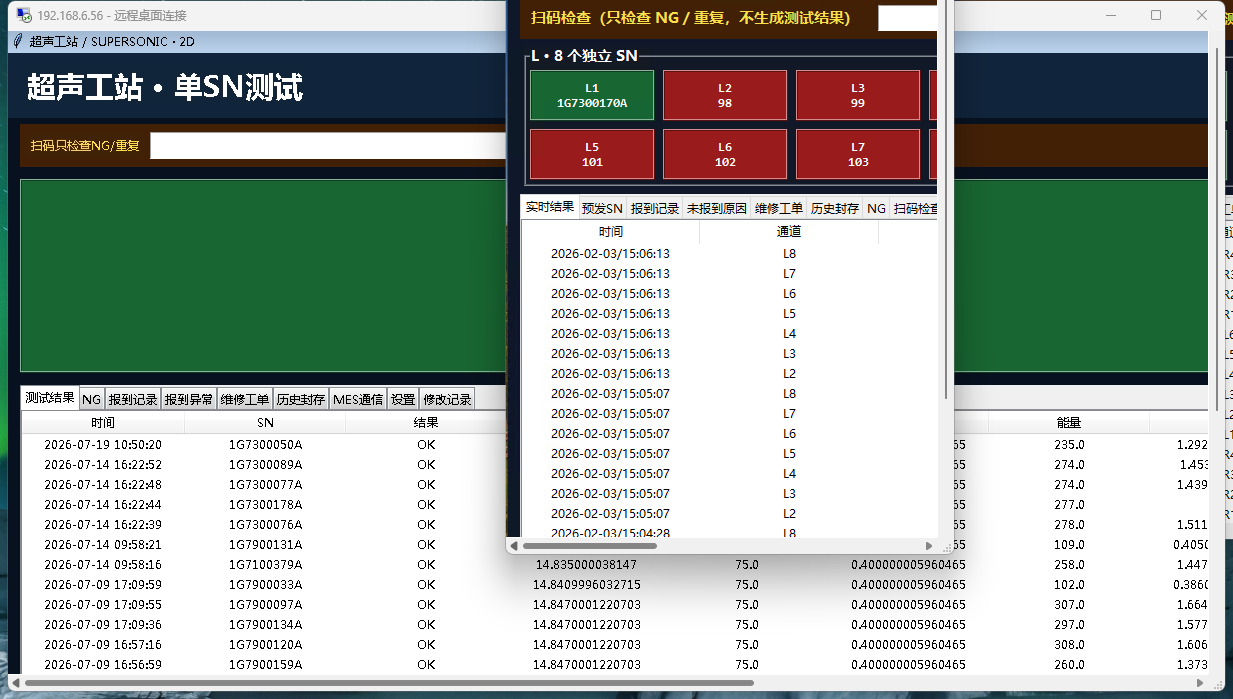 192.168.6.56 - 远程桌面连接
超声工站 / SUPERSONIC · 2D
超声工站 · 单SN测试
扫码只检查NG/重复
测试结果 NG 报到记录 报到异常 维修工单 历史封存 MES通信 设置 修改记录
时间 SN 结果 能量
2026-07-19 10:50:20 1G7300050A OK 65 235.0 1.292
2026-07-14 16:22:52 1G7300089A OK 65 274.0 1.453
2026-07-14 16:22:48 1G7300077A OK 65 274.0 1.439
2026-07-14 16:22:44 1G7300178A OK 65 277.0
2026-07-14 16:22:39 1G7300076A OK 65 278.0 1.511
2026-07-14 09:58:21 1G7900131A OK 65 109.0 0.4050
2026-07-14 09:58:16 1G7100379A OK 14.835000038147 75.0 0.400000005960465 258.0 1.447
2026-07-09 17:09:59 1G7900033A OK 14.8409996032715 75.0 0.400000005960465 102.0 0.3860
2026-07-09 17:09:55 1G7900097A OK 14.8470001220703 75.0 0.400000005960465 307.0 1.664
2026-07-09 17:09:36 1G7900134A OK 14.8470001220703 75.0 0.400000005960465 297.0 1.577
2026-07-09 16:57:16 1G7900120A OK 14.8470001220703 75.0 0.400000005960465 308.0 1.606
2026-07-09 16:56:59 1G7900159A OK 14.8470001220703 75.0 0.400000005960465 260.0 1.373
扫码检查（只检查 NG / 重复，不生成测试结果）
L · 8 个独立 SN
L1 L2 L3
1G7300170A 98 99
L5 L6 L7
101 102 103
实时结果 预发SN 报到记录 未报到原因 维修工单 历史封存 NG 扫码检查
时间 通道
2026-02-03/15:06:13 L8
2026-02-03/15:06:13 L7
2026-02-03/15:06:13 L6
2026-02-03/15:06:13 L5
2026-02-03/15:06:13 L4
2026-02-03/15:06:13 L3
2026-02-03/15:06:13 L2
2026-02-03/15:05:07 L8
2026-02-03/15:05:07 L7
2026-02-03/15:05:07 L6
2026-02-03/15:05:07 L5
2026-02-03/15:05:07 L4
2026-02-03/15:05:07 L3
2026-02-03/15:05:07 L2
2026-02-03/15:04:28 L8